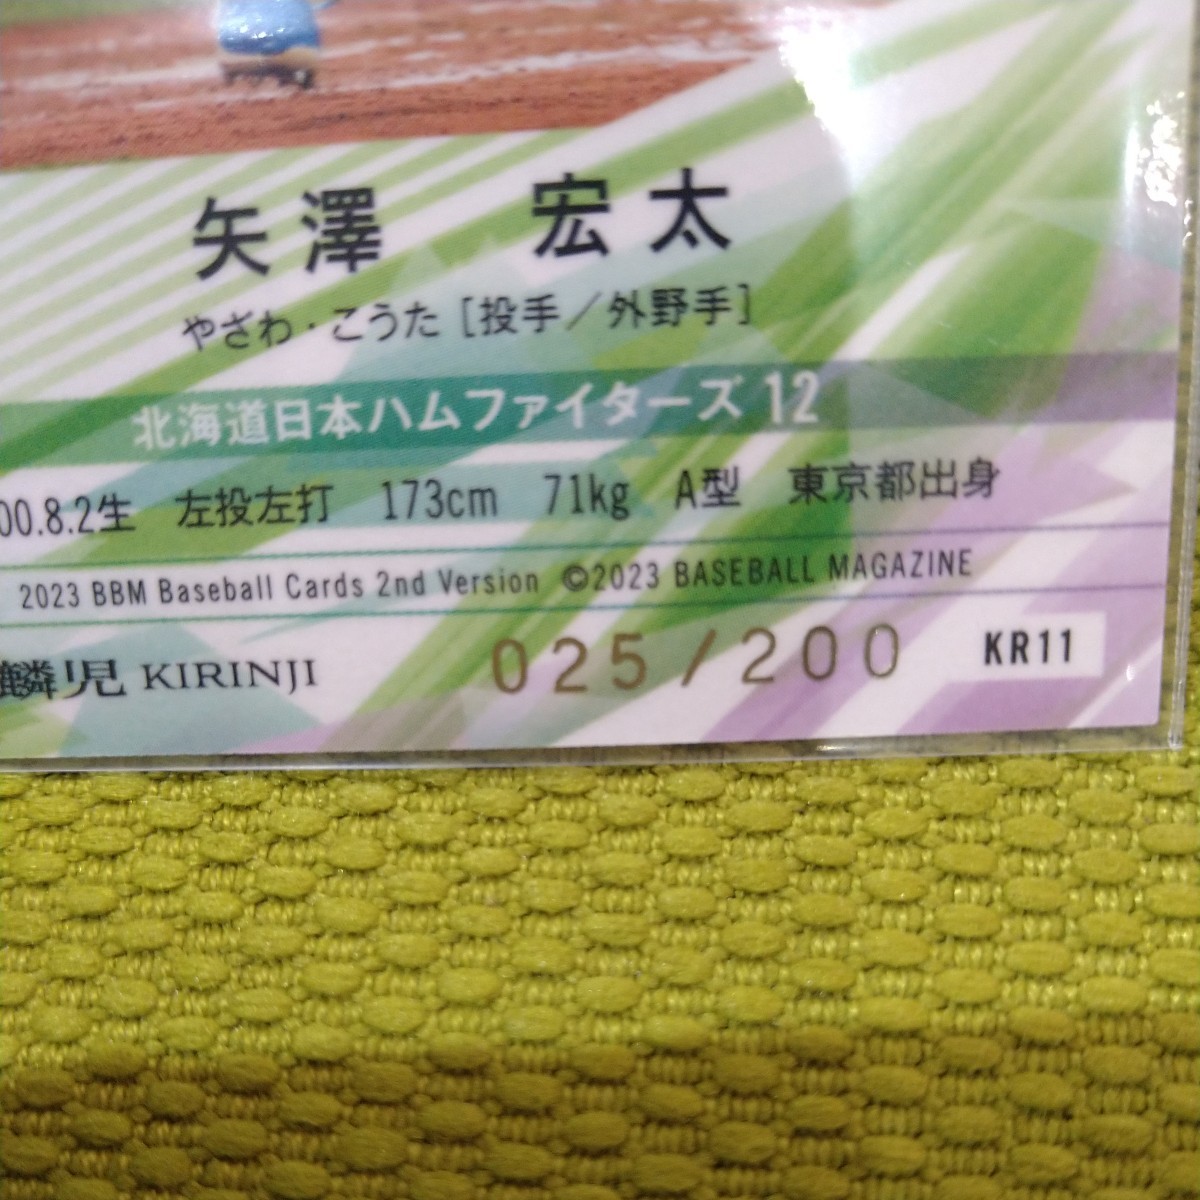 矢澤 宏太
やざわ・こうた [投手／外野手]
北海道日本ハムファイターズ 12
00.8.2生 左投左打 173cm 71kg A型 東京都出身
2023 BBM Baseball Cards 2nd Version ©2023 BASEBALL MAGAZINE
麟児 KIRINJI 025/200 KR11